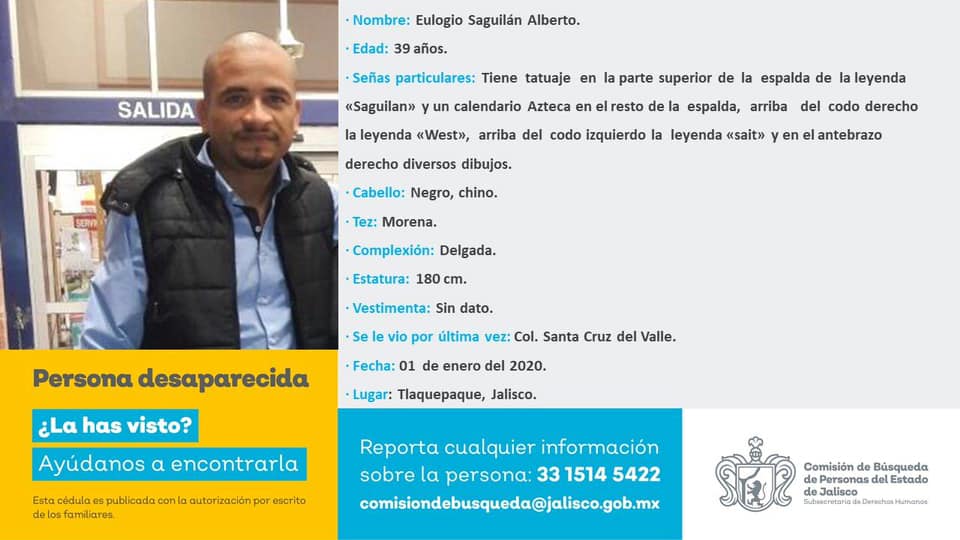 SALIDA
SERVI
· Nombre: Eulogio Saguilán Alberto.
· Edad: 39 años.
· Señas particulares: Tiene tatuaje en la parte superior de la espalda de la leyenda
«Saguilan» y un calendario Azteca en el resto de la espalda, arriba del codo derecho
la leyenda «West», arriba del codo izquierdo la leyenda «sait» y en el antebrazo
derecho diversos dibujos.
· Cabello: Negro, chino.
· Tez: Morena.
· Complexión: Delgada.
· Estatura: 180 cm.
· Vestimenta: Sin dato.
· Se le vio por última vez: Col. Santa Cruz del Valle.
· Fecha: 01 de enero del 2020.
· Lugar: Tlaquepaque, Jalisco.
Persona desaparecida
¿La has visto?
Ayúdanos a encontrarla
Esta cédula es publicada con la autorización por escrito
de los familiares.
Reporta cualquier información
sobre la persona: 33 1514 5422
comisiondebusqueda@jalisco.gob.mx
Comisión de Búsqueda
de Personas del Estado
de Jalisco
Subsecretaría de Derechos Humanos